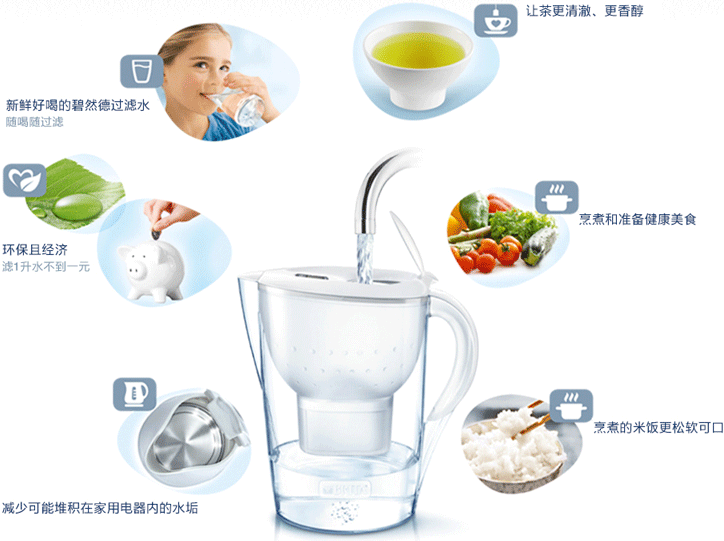 让茶更清澈、更香醇
新鲜好喝的碧然德过滤水
随喝随过滤
环保且经济
滤1升水不到一元
烹煮和准备健康美食
烹煮的米饭更松软可口
减少可能堆积在家用电器内的水垢
BRITA